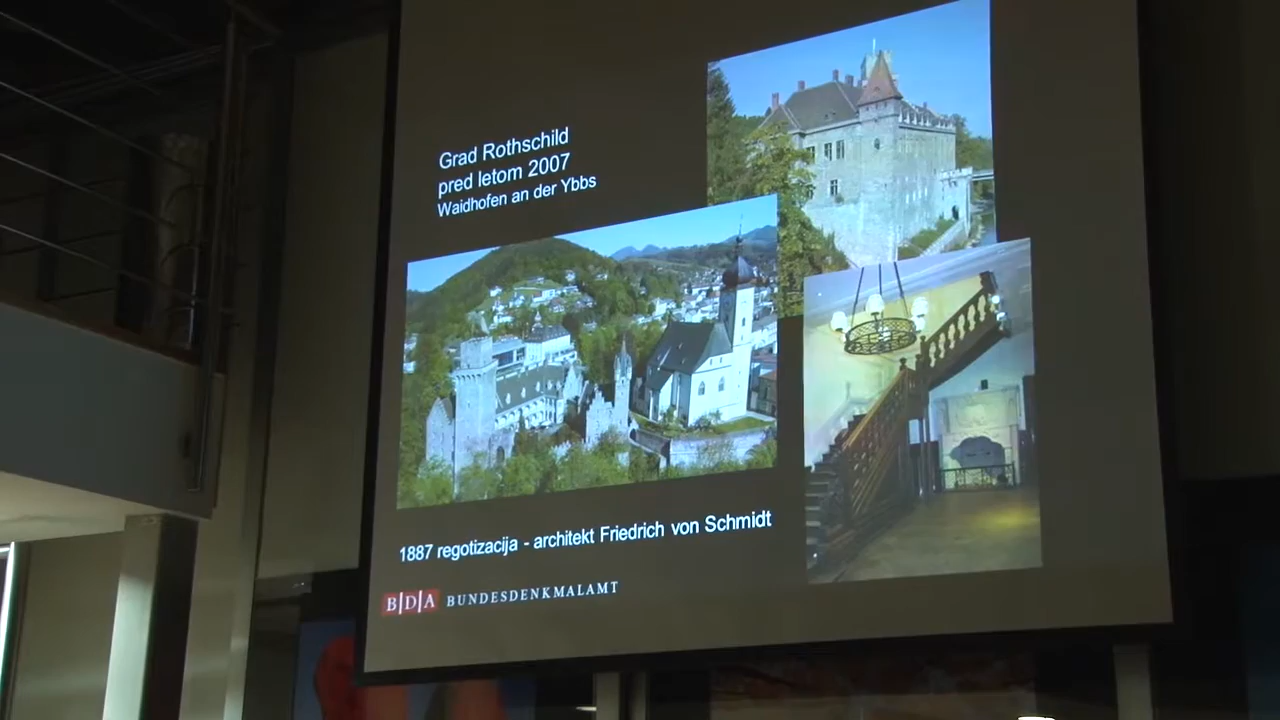 Grad Rothschild
pred letom 2007
Waidhofen an der Ybbs
1887 regotizacija - architekt Friedrich von Schmidt
B|D|A BUNDESDENKMALAMT